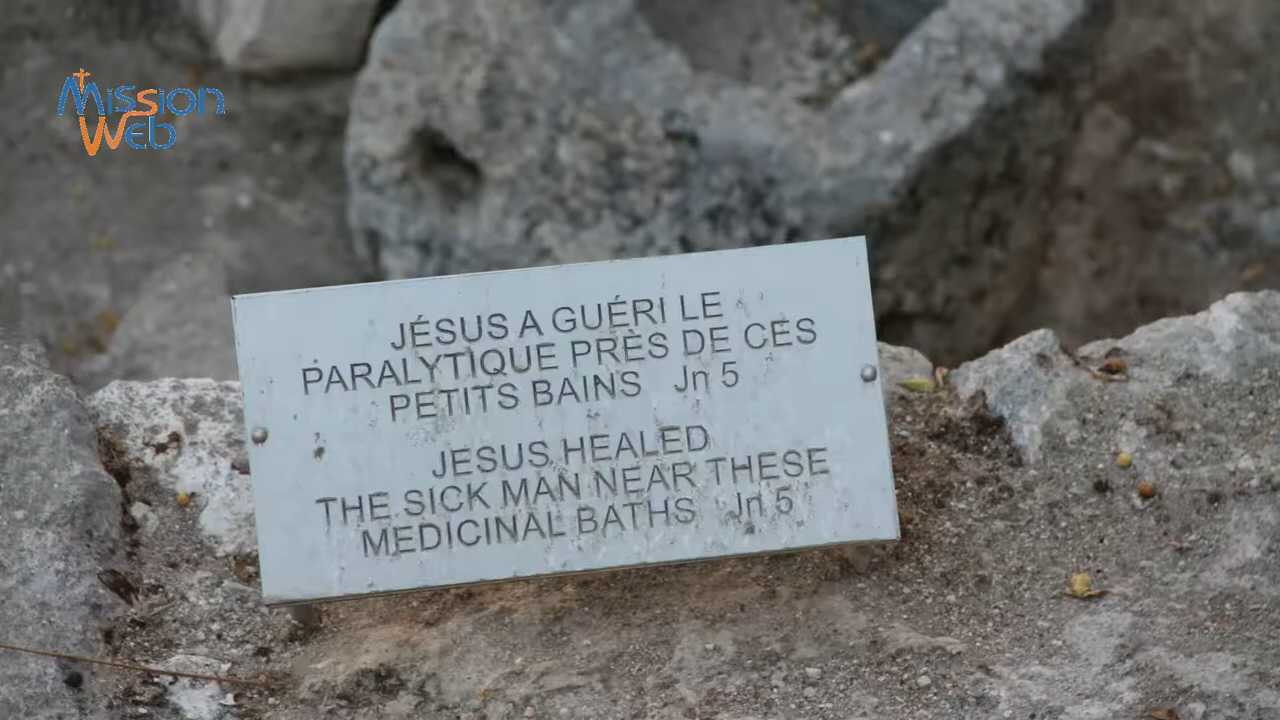 Mission
Web
JÉSUS A GUÉRI LE
PARALYTIQUE PRÈS DE CES
PETITS BAINS Jn 5
JESUS HEALED
THE SICK MAN NEAR THESE
MEDICINAL BATHS Jn 5